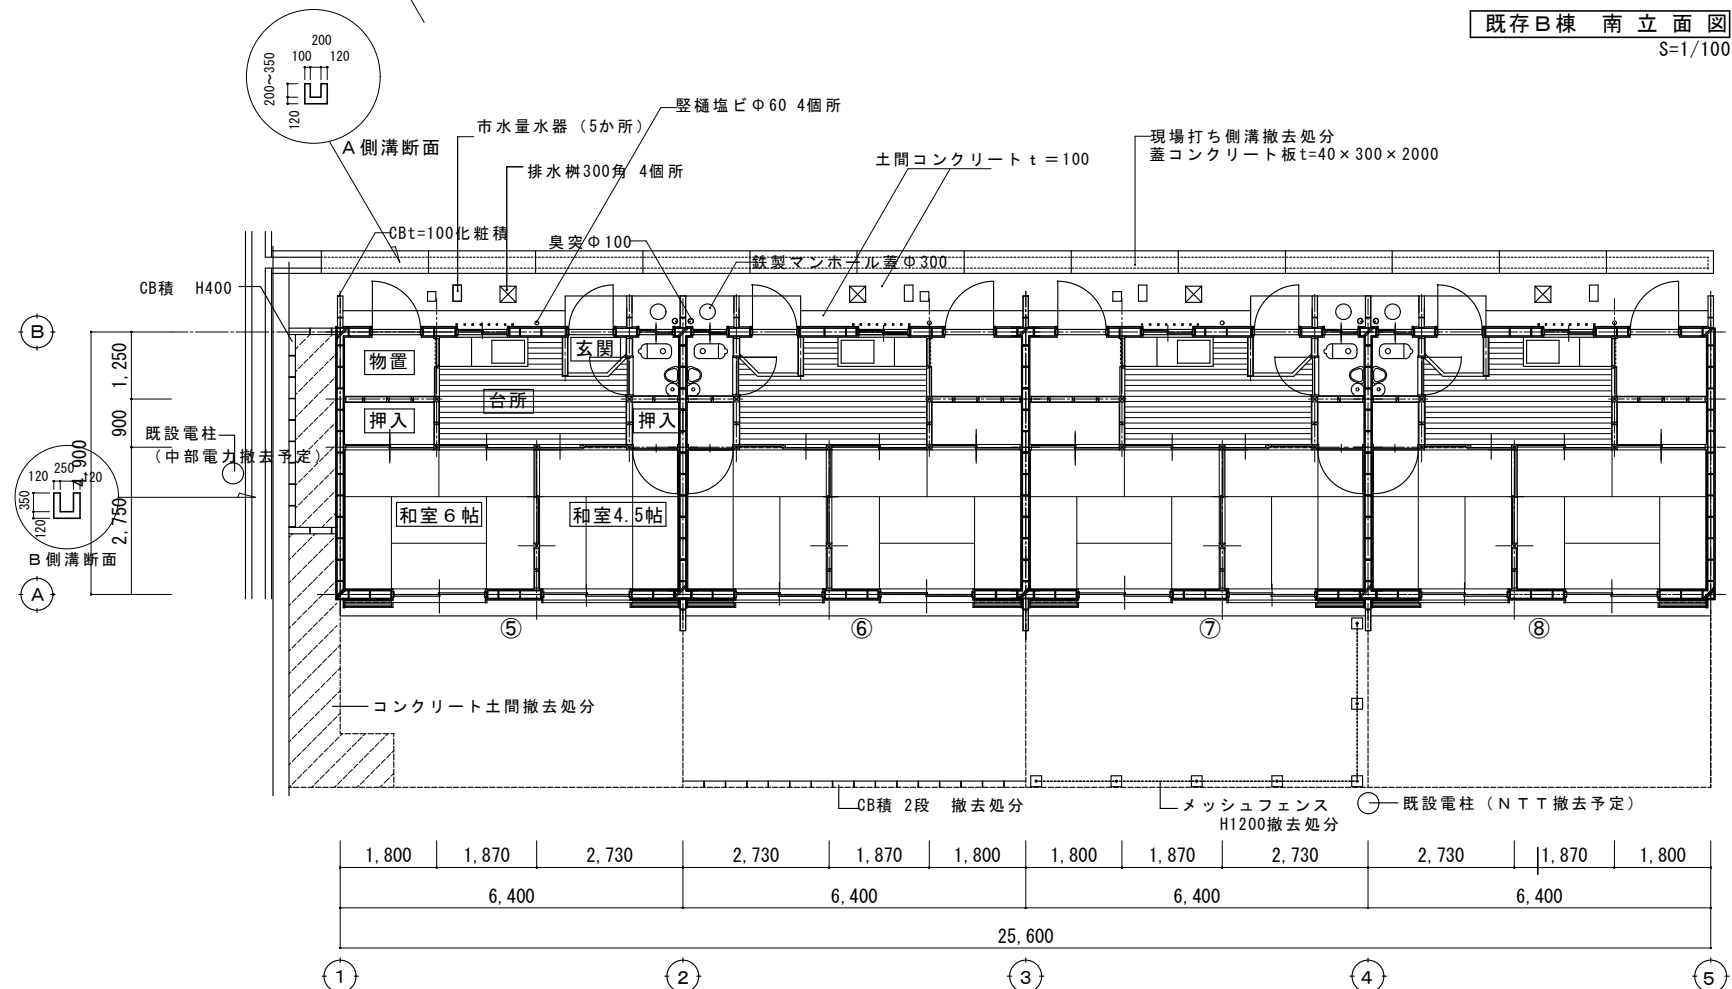 既存B棟 南 立 面 図
S=1/100
200
100 120
200~350
120
A側溝断面
市水量水器（5か所）
竪樋塩ビΦ60 4個所
排水桝300角 4個所
土間コンクリートｔ＝100
現場打ち側溝撤去処分
蓋コンクリート板t=40×300×2000
CBt=100化粧積
臭突Φ100
鉄製マンホール蓋Φ300
CB積 H400
B
1,250
900
4,900
2,750
A
物置
玄関
台所
押入
押入
既設電柱
（中部電力撤去予定）
120 250 120
350
120
B側溝断面
和室６帖
和室4.5帖
⑤
⑥
⑦
⑧
コンクリート土間撤去処分
CB積 2段 撤去処分
メッシュフェンス
H1200撤去処分
既設電柱（ＮＴＴ撤去予定）
1,800 1,870 2,730 2,730 1,870 1,800 1,800 1,870 2,730 2,730 1,870 1,800
6,400 6,400 6,400 6,400
25,600
1 2 3 4 5